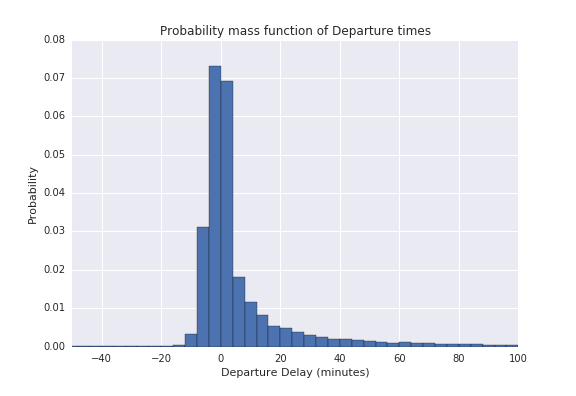 Probability mass function of Departure times
0.08
0.07
0.06
0.05
0.04
0.03
0.02
0.01
0.00
Probability
−40 −20 0 20 40 60 80 100
Departure Delay (minutes)